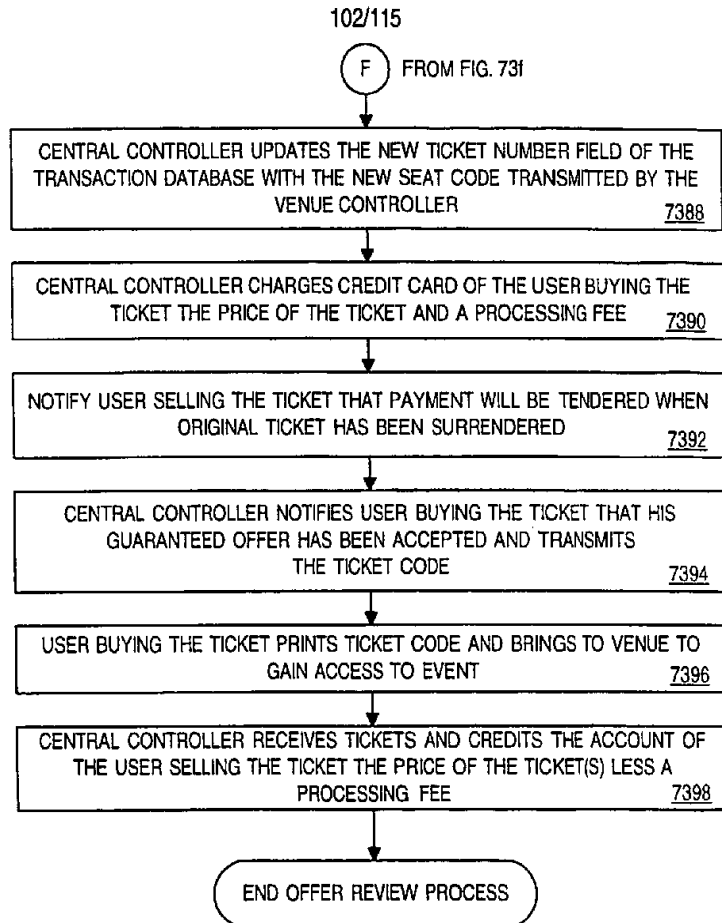 102/115
F FROM FIG. 73f
CENTRAL CONTROLLER UPDATES THE NEW TICKET NUMBER FIELD OF THE
TRANSACTION DATABASE WITH THE NEW SEAT CODE TRANSMITTED BY THE
VENUE CONTROLLER
7388
CENTRAL CONTROLLER CHARGES CREDIT CARD OF THE USER BUYING THE
TICKET THE PRICE OF THE TICKET AND A PROCESSING FEE
7390
NOTIFY USER SELLING THE TICKET THAT PAYMENT WILL BE TENDERED WHEN
ORIGINAL TICKET HAS BEEN SURRENDERED
7392
CENTRAL CONTROLLER NOTIFIES USER BUYING THE TICKET THAT HIS
GUARANTEED OFFER HAS BEEN ACCEPTED AND TRANSMITS
THE TICKET CODE
7394
USER BUYING THE TICKET PRINTS TICKET CODE AND BRINGS TO VENUE TO
GAIN ACCESS TO EVENT
7396
CENTRAL CONTROLLER RECEIVES TICKETS AND CREDITS THE ACCOUNT OF
THE USER SELLING THE TICKET THE PRICE OF THE TICKET(S) LESS A
PROCESSING FEE
7398
END OFFER REVIEW PROCESS